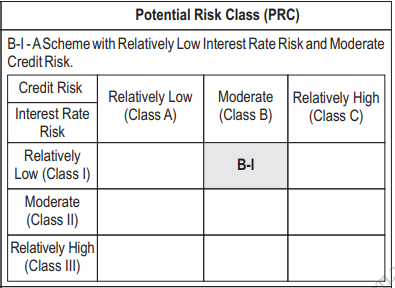 Potential Risk Class (PRC)
B-I - A Scheme with Relatively Low Interest Rate Risk and Moderate
Credit Risk.
Credit Risk
Interest Rate
Risk
Relatively Low
(Class A)
Moderate
(Class B)
Relatively High
(Class C)
Relatively
Low (Class I)
B-I
Moderate
(Class II)
Relatively High
(Class III)